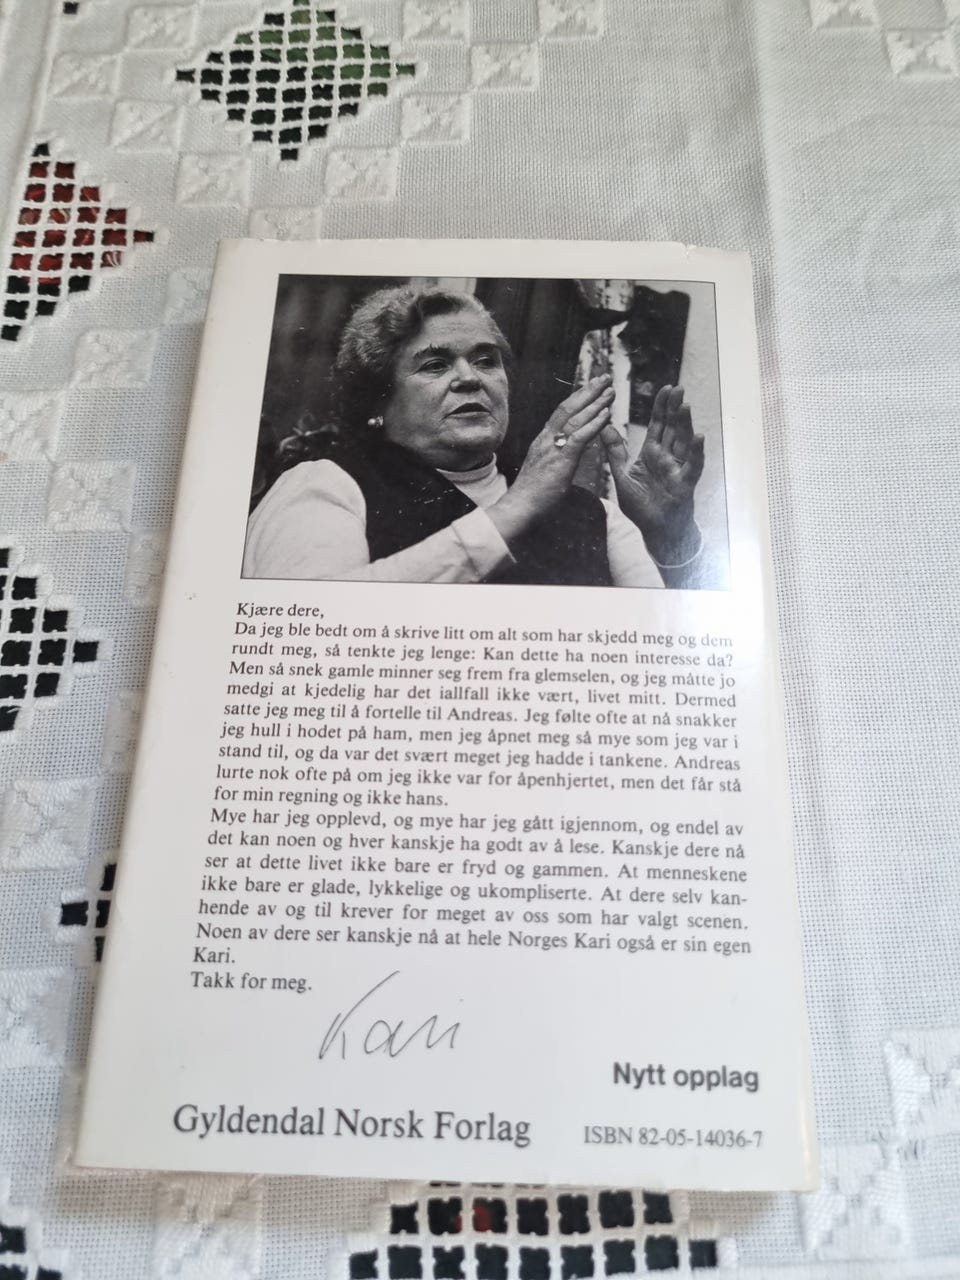 Kjære dere,
Da jeg ble bedt om å skrive litt om alt som har skjedd meg og dem
rundt meg, så tenkte jeg lenge: Kan dette ha noen interesse da?
Men så snek gamle minner seg frem fra glemselen, og jeg måtte jo
medgi at kjedelig har det iallfall ikke vært, livet mitt. Dermed
satte jeg meg til å fortelle til Andreas. Jeg følte ofte at nå snakker
jeg hull i hodet på ham, men jeg åpnet meg så mye som jeg var i
stand til, og da var det svært meget jeg hadde i tankene. Andreas
lurte nok ofte på om jeg ikke var for åpenhjertet, men det får stå
for min regning og ikke hans.
Mye har jeg opplevd, og mye har jeg gått igjennom, og endel av
det kan noen og hver kanskje ha godt av å lese. Kanskje dere nå
ser at dette livet ikke bare er fryd og gammen. At menneskene
ikke bare er glade, lykkelige og ukompliserte. At dere selv kan-
hende av og til krever for meget av oss som har valgt scenen.
Noen av dere ser kanskje nå at hele Norges Kari også er sin egen
Kari.
Takk for meg.
Kari
Nytt opplag
Gyldendal Norsk Forlag
ISBN 82-05-14036-7